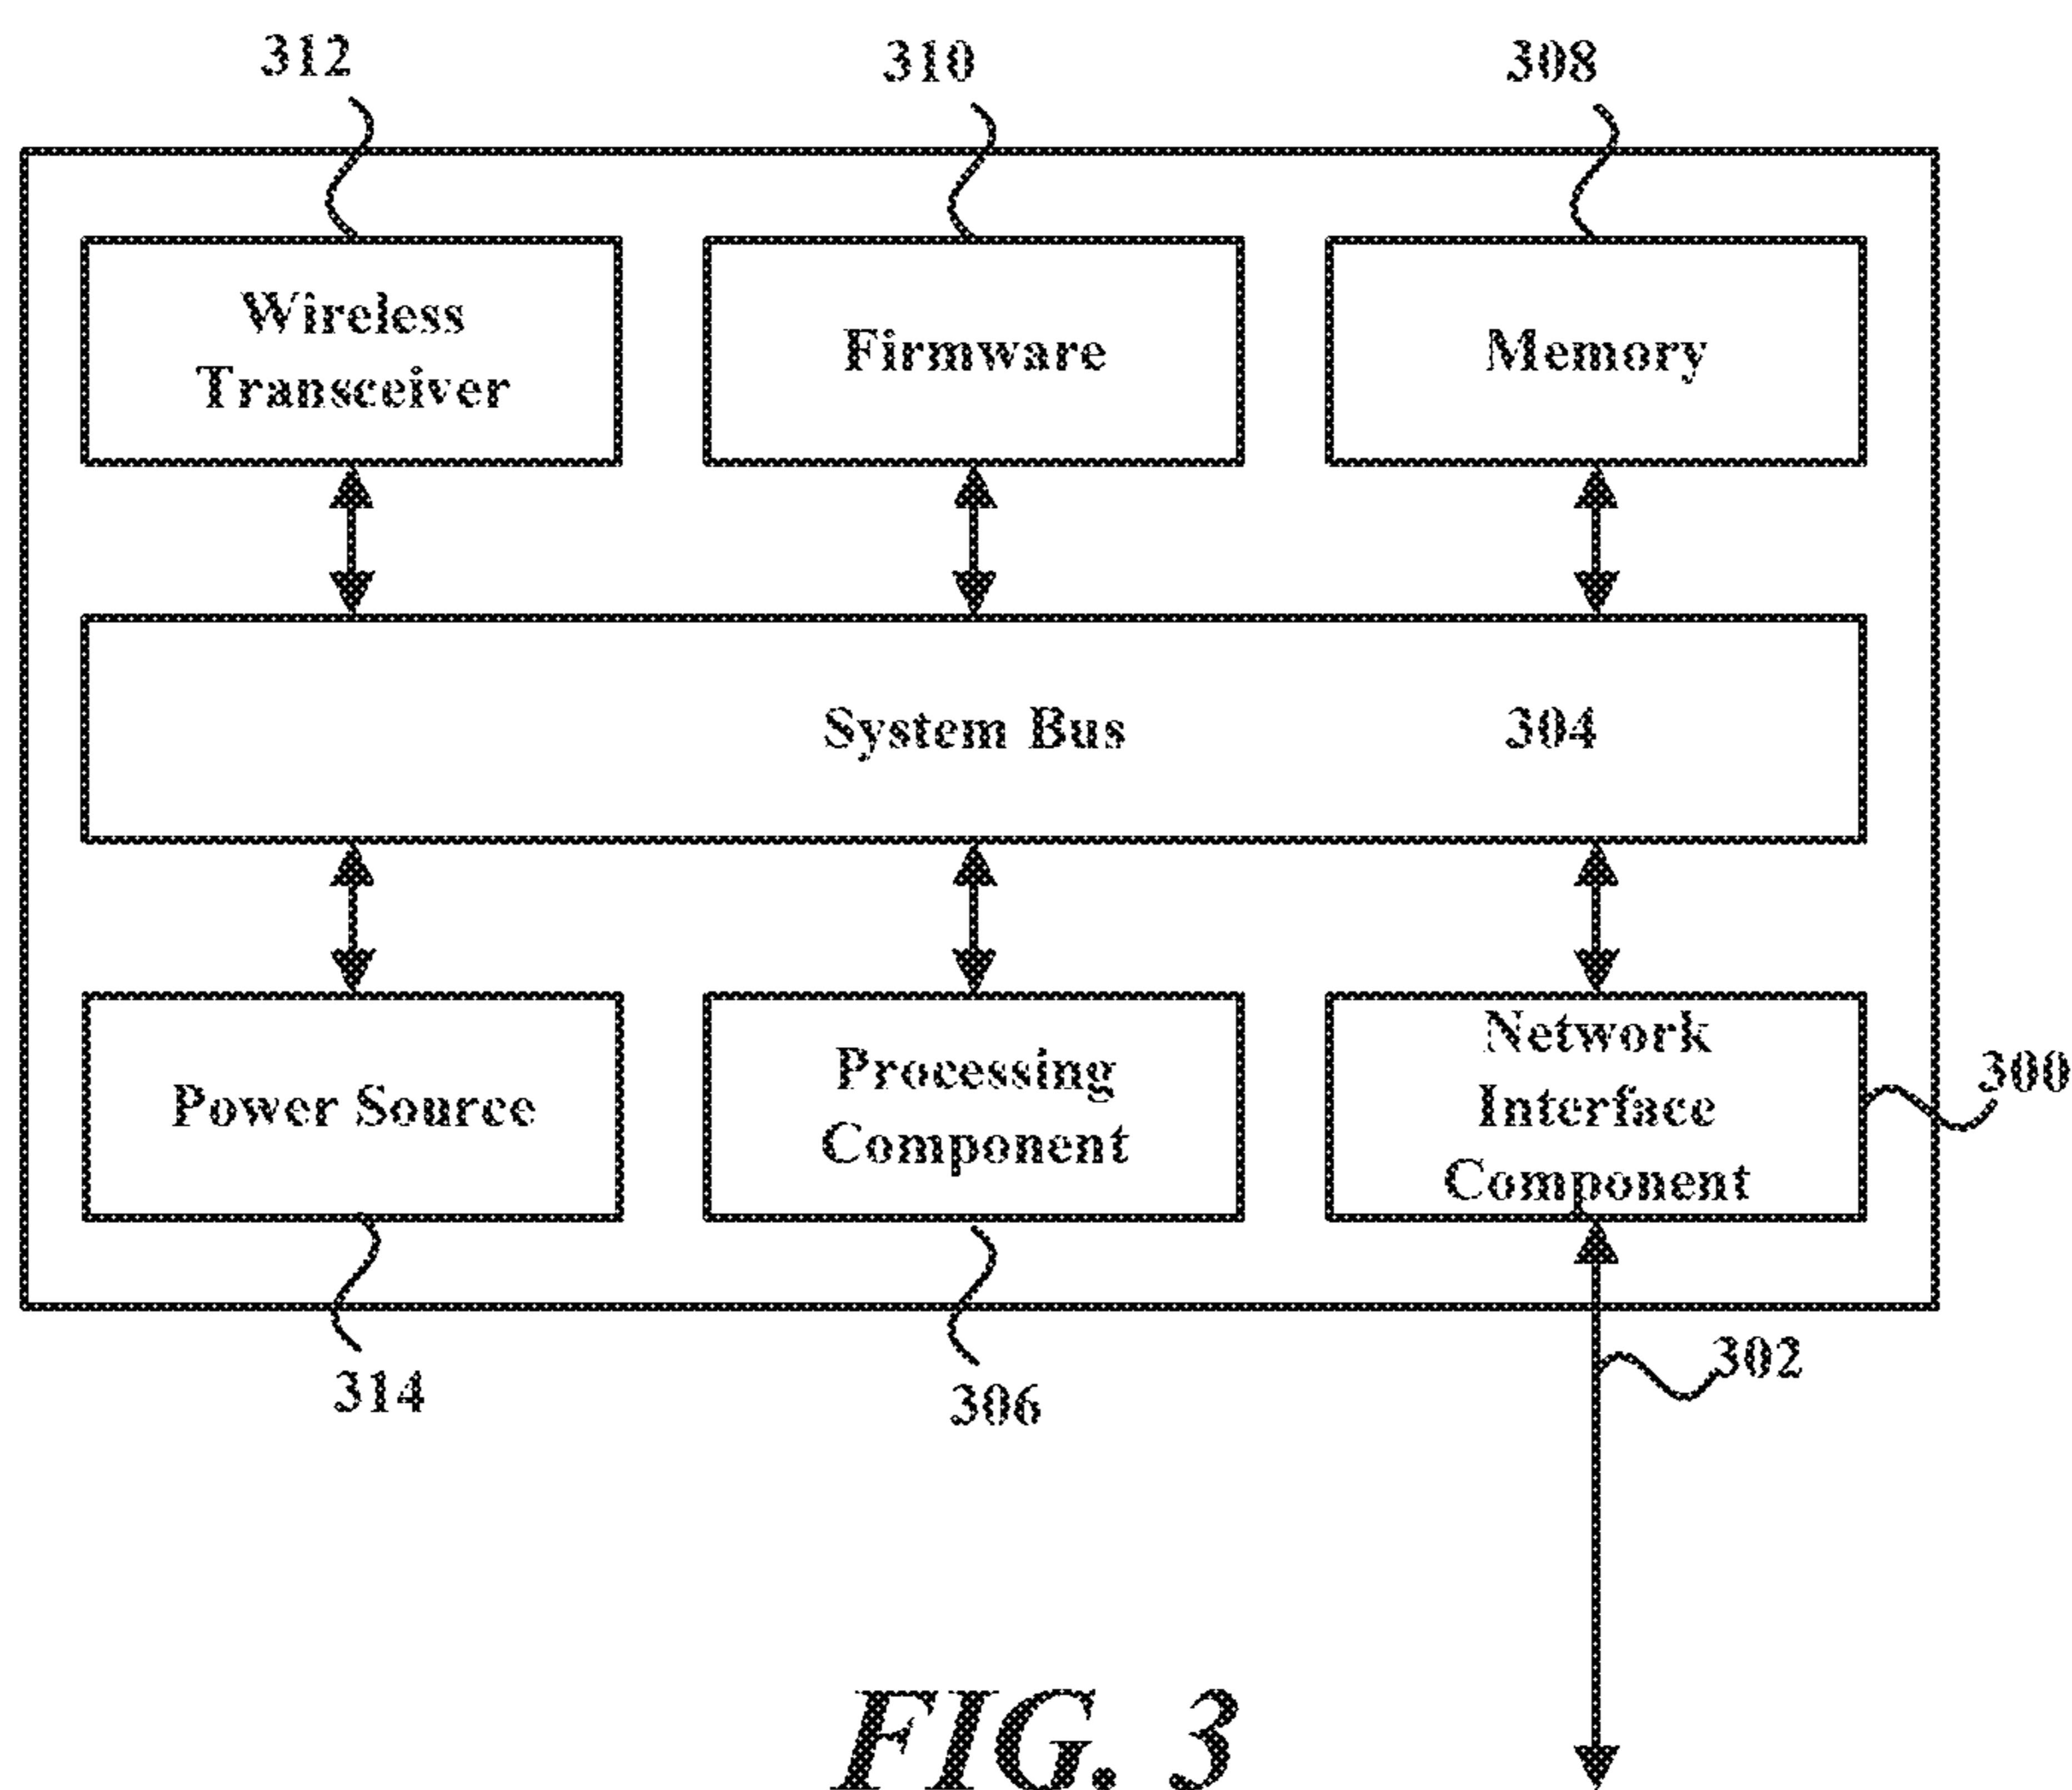 312
310
308
Wireless
Transceiver
Firmware
Memory
System Bus
304
Power Source
Processing
Component
Network
Interface
Component
300
314
306
302
FIG. 3